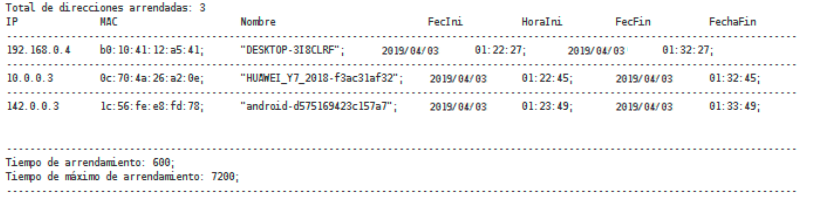 Total de direcciones arrendadas: 3
IP MAC Nombre FecIni HoraIni FecFin FechaFin
--------------------------------------------------------------------------------
192.168.0.4 b0:10:41:12:a5:41; "DESKTOP-3I8CLRF"; 2019/04/03 01:22:27; 2019/04/03 01:32:27;
--------------------------------------------------------------------------------
10.0.0.3 0c:70:4a:26:a2:0e; "HUAWEI_Y7_2018-f3ac31af32"; 2019/04/03 01:22:45; 2019/04/03 01:32:45;
--------------------------------------------------------------------------------
142.0.0.3 1c:56:fe:e8:fd:78; "android-d575169423c157a7"; 2019/04/03 01:23:49; 2019/04/03 01:33:49;
--------------------------------------------------------------------------------
Tiempo de arrendamiento: 600;
Tiempo de máximo de arrendamiento: 7200;
--------------------------------------------------------------------------------